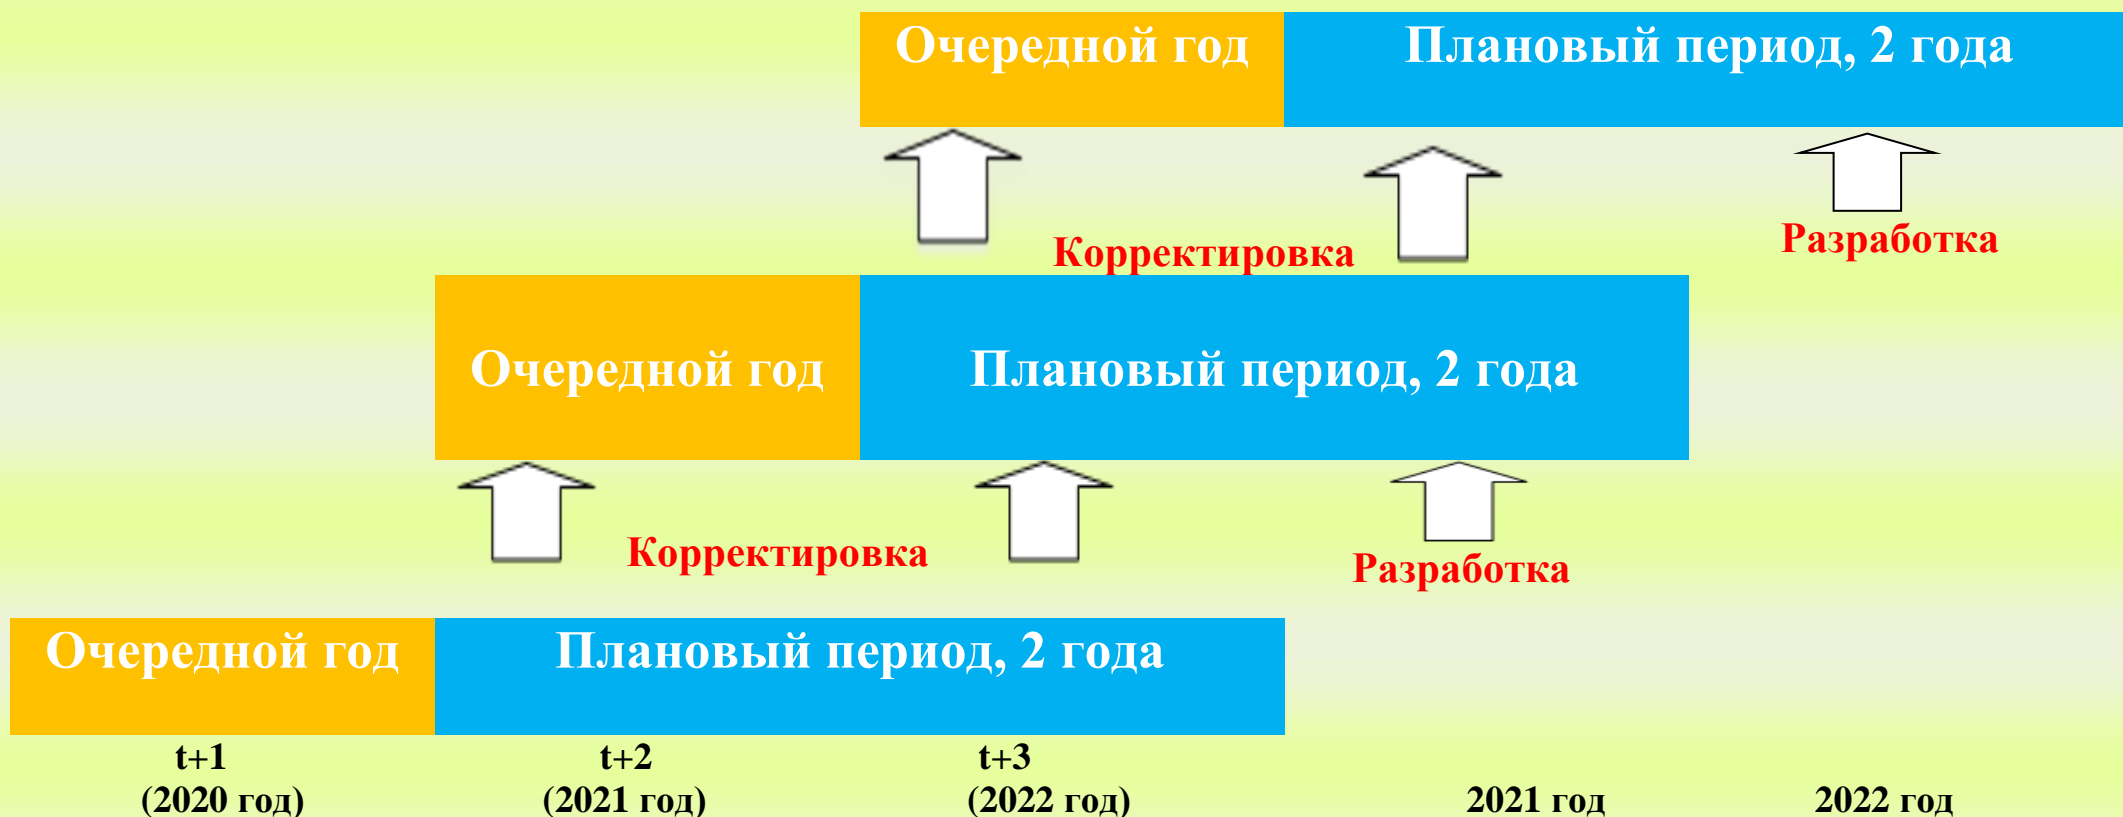 Очередной год
Плановый период, 2 года
Корректировка
Разработка
Очередной год
Плановый период, 2 года
Корректировка
Разработка
Очередной год
Плановый период, 2 года
t+1
t+2
t+3
(2020 год)
(2021 год)
(2022 год)
2021 год
2022 год